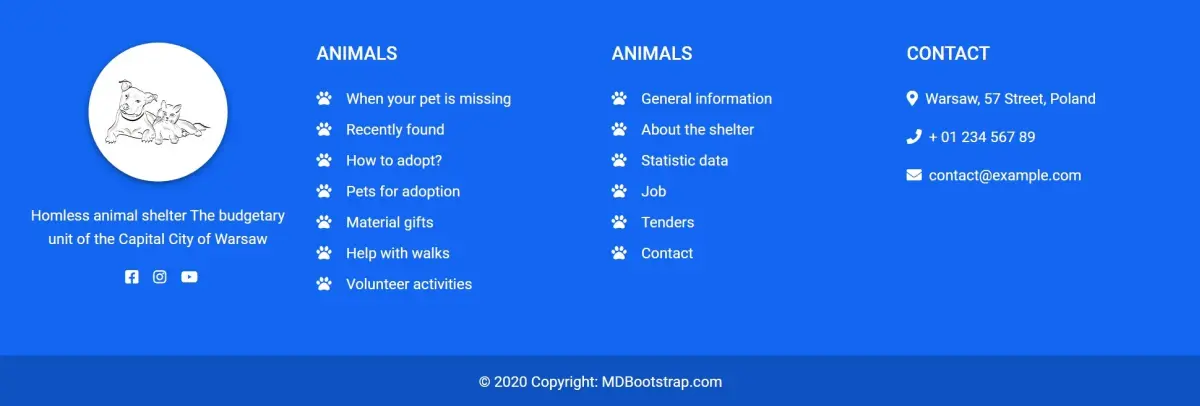 Homless animal shelter The budgetary
unit of the Capital City of Warsaw
ANIMALS
When your pet is missing
Recently found
How to adopt?
Pets for adoption
Material gifts
Help with walks
Volunteer activities
ANIMALS
General information
About the shelter
Statistic data
Job
Tenders
Contact
CONTACT
Warsaw, 57 Street, Poland
+ 01 234 567 89
contact@example.com
© 2020 Copyright: MDBootstrap.com